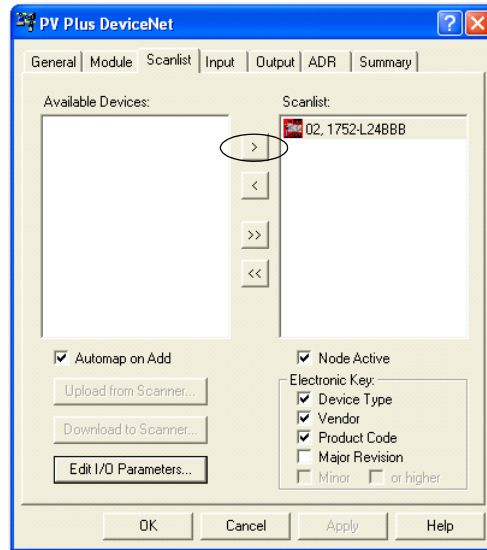 PV Plus DeviceNet
General Module Scanlist Input Output ADR Summary
Available Devices: Scanlist:
02, 1752-L24BBB
>
<
>>
<<
Automap on Add Node Active
Upload from Scanner... Electronic Key:
Device Type
Download to Scanner... Vendor
Product Code
Edit I/O Parameters... Major Revision
Minor or higher
OK Cancel Apply Help